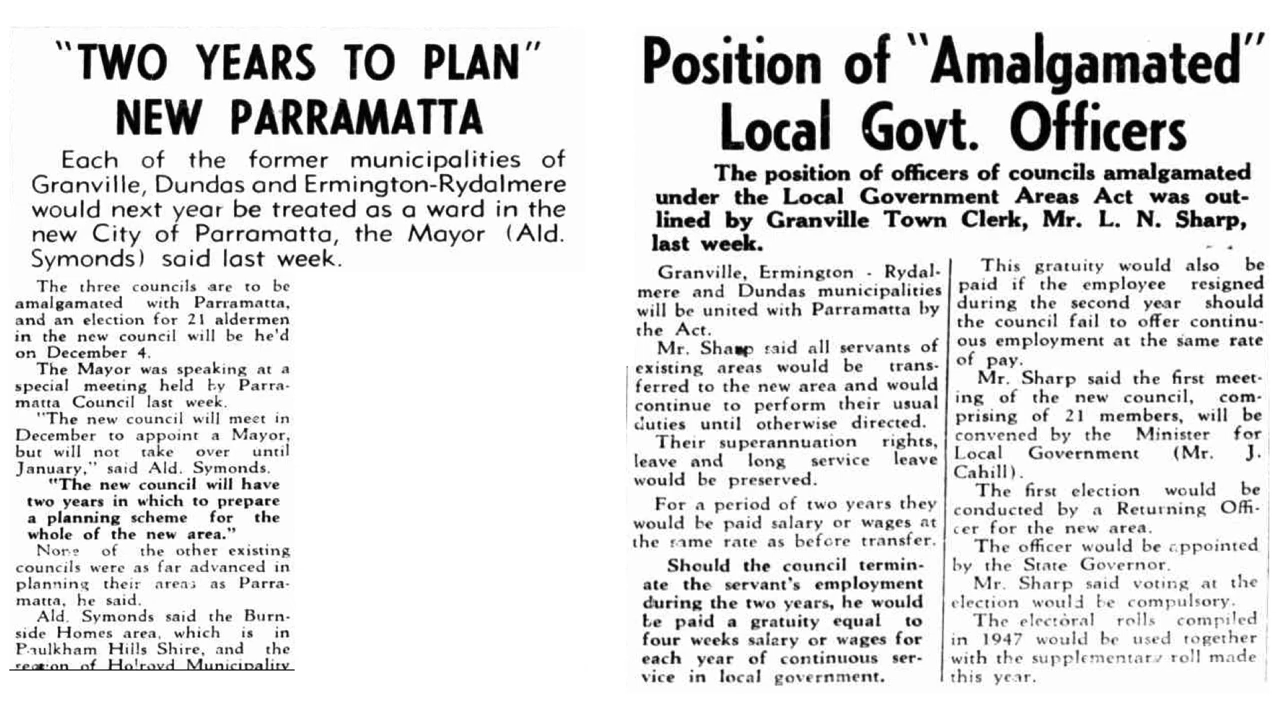 "TWO YEARS TO PLAN"
NEW PARRAMATTA
Each of the former municipalities of
Granville, Dundas and Ermington-Rydalmere
would next year be treated as a ward in the
new City of Parramatta, the Mayor (Ald.
Symonds) said last week.
The three councils are to be
amalgamated with Parramatta,
and an election for 21 aldermen
in the new council will be he'd
on December 4.
The Mayor was speaking at a
special meeting held by Parra-
matta Council last week.
"The new council will meet in
December to appoint a Mayor,
but will not take over until
January," said Ald. Symonds.
"The new council will have
two years in which to prepare
a planning scheme for the
whole of the new area."
None of the other existing
councils were as far advanced in
planning their areas as Parra-
matta, he said.
Ald. Symonds said the Burn-
side Homes area, which is in
Baulkham Hills Shire, and the
region of Holroyd Municipality
Position of "Amalgamated"
Local Govt. Officers
The position of officers of councils amalgamated
under the Local Government Areas Act was out-
lined by Granville Town Clerk, Mr. L. N. Sharp,
last week.
Granville, Ermington - Rydal-
mere and Dundas municipalities
will be united with Parramatta by
the Act.
Mr. Sharp said all servants of
existing areas would be trans-
ferred to the new area and would
continue to perform their usual
duties until otherwise directed.
Their superannuation rights,
leave and long service leave
would be preserved.
For a period of two years they
would be paid salary or wages at
the same rate as before transfer.
Should the council termin-
ate the servant's employment
during the two years, he would
be paid a gratuity equal to
four weeks salary or wages for
each year of continuous ser-
vice in local government.
This gratuity would also be
paid if the employee resigned
during the second year should
the council fail to offer continu-
ous employment at the same rate
of pay.
Mr. Sharp said the first meet-
ing of the new council, com-
prising of 21 members, will be
convened by the Minister for
Local Government (Mr. J.
Cahill).
The first election would be
conducted by a Returning Offi-
cer for the new area.
The officer would be appointed
by the State Governor.
Mr. Sharp said voting at the
election would be compulsory.
The electoral rolls compiled
in 1947 would be used together
with the supplementary roll made
this year.